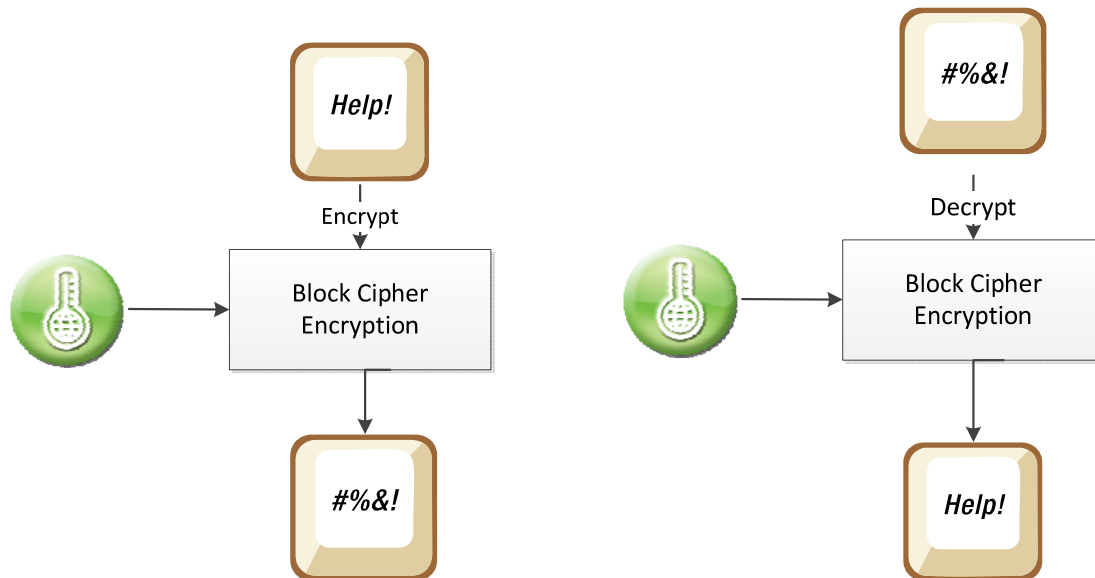 Help!
Encrypt
Block Cipher
Encryption
#%&!
#%&!
Decrypt
Block Cipher
Encryption
Help!